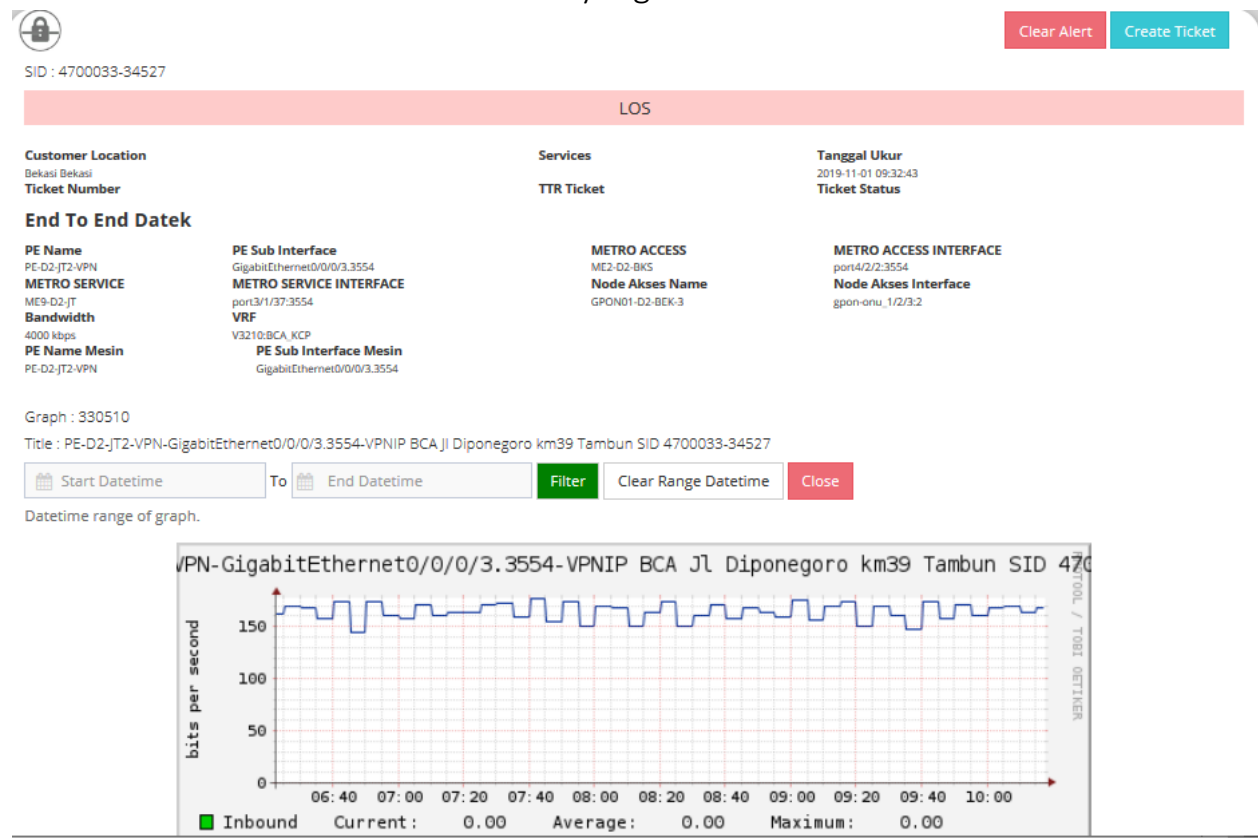 Clear Alert Create Ticket
SID : 4700033-34527
LOS
Customer Location Services Tanggal Ukur
Bekasi Bekasi 2019-11-01 09:32:43
Ticket Number TTR Ticket Ticket Status
End To End Datek
PE Name PE Sub Interface METRO ACCESS METRO ACCESS INTERFACE
PE-D2-JT2-VPN GigabitEthernet0/0/0/3.3554 ME2-D2-BKS port4/2/2:3554
METRO SERVICE METRO SERVICE INTERFACE Node Akses Name Node Akses Interface
ME9-D2-JT port3/1/37:3554 GPON01-D2-BEK-3 gpon-onu_1/2/3:2
Bandwidth VRF
4000 kbps V3210:BCA_KCP
PE Name Mesin PE Sub Interface Mesin
PE-D2-JT2-VPN GigabitEthernet0/0/0/3.3554
Graph : 330510
Title : PE-D2-JT2-VPN-GigabitEthernet0/0/0/3.3554-VPNIP BCA Jl Diponegoro km39 Tambun SID 4700033-34527
Start Datetime To End Datetime Filter Clear Range Datetime Close
Datetime range of graph.
VPN-GigabitEthernet0/0/0/3.3554-VPNIP BCA Jl Diponegoro km39 Tambun SID 470
TOOL / TOBI OETIKER
bits per second
150
100
50
0
06:40 07:00 07:20 07:40 08:00 08:20 08:40 09:00 09:20 09:40 10:00
Inbound Current: 0.00 Average: 0.00 Maximum: 0.00